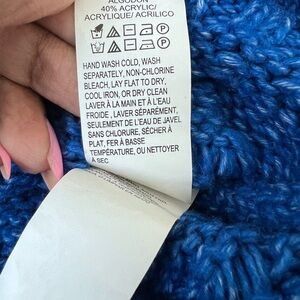 ALGODON
40% ACRYLIC/
ACRYLIQUE/ ACRILICO
HAND WASH COLD, WASH
SEPARATELY, NON-CHLORINE
BLEACH, LAY FLAT TO DRY,
COOL IRON, OR DRY CLEAN
LAVER À LA MAIN ET À L'EAU
FROIDE , LAVER SÉPARÉMENT,
SEULEMENT DE L'EAU DE JAVEL
SANS CHLORURE, SÉCHER À
PLAT, FER À BASSE
TEMPÉRATURE, OU NETTOYER
À SEC